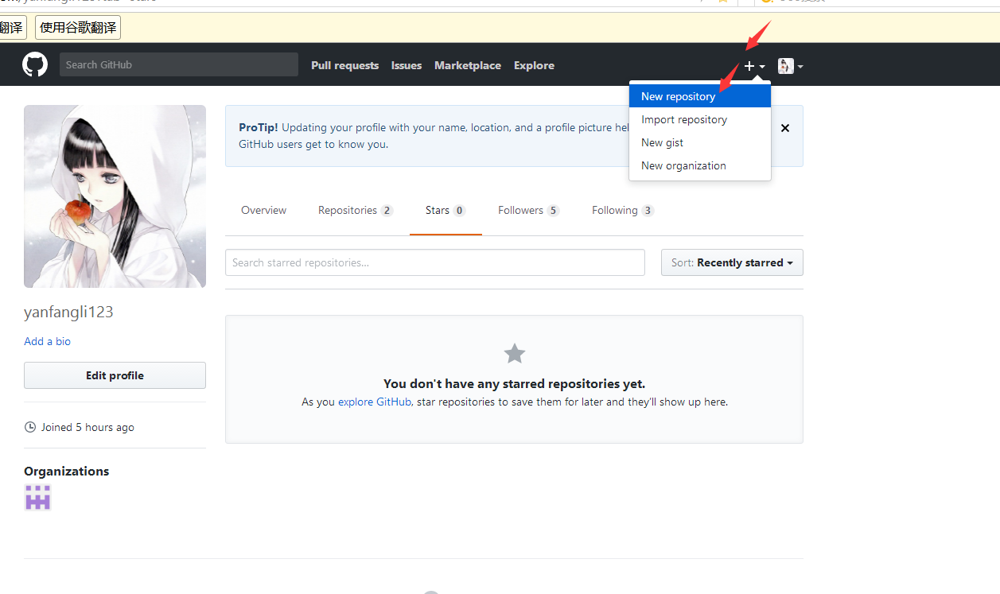 翻译
使用谷歌翻译
Search GitHub
Pull requests
Issues
Marketplace
Explore
New repository
Import repository
New gist
New organization
ProTip! Updating your profile with your name, location, and a profile picture hel
GitHub users get to know you.
Overview
Repositories 2
Stars 0
Followers 5
Following 3
Search starred repositories...
Sort: Recently starred
yanfangli123
Add a bio
Edit profile
You don't have any starred repositories yet.
As you explore GitHub, star repositories to save them for later and they'll show up here.
Joined 5 hours ago
Organizations